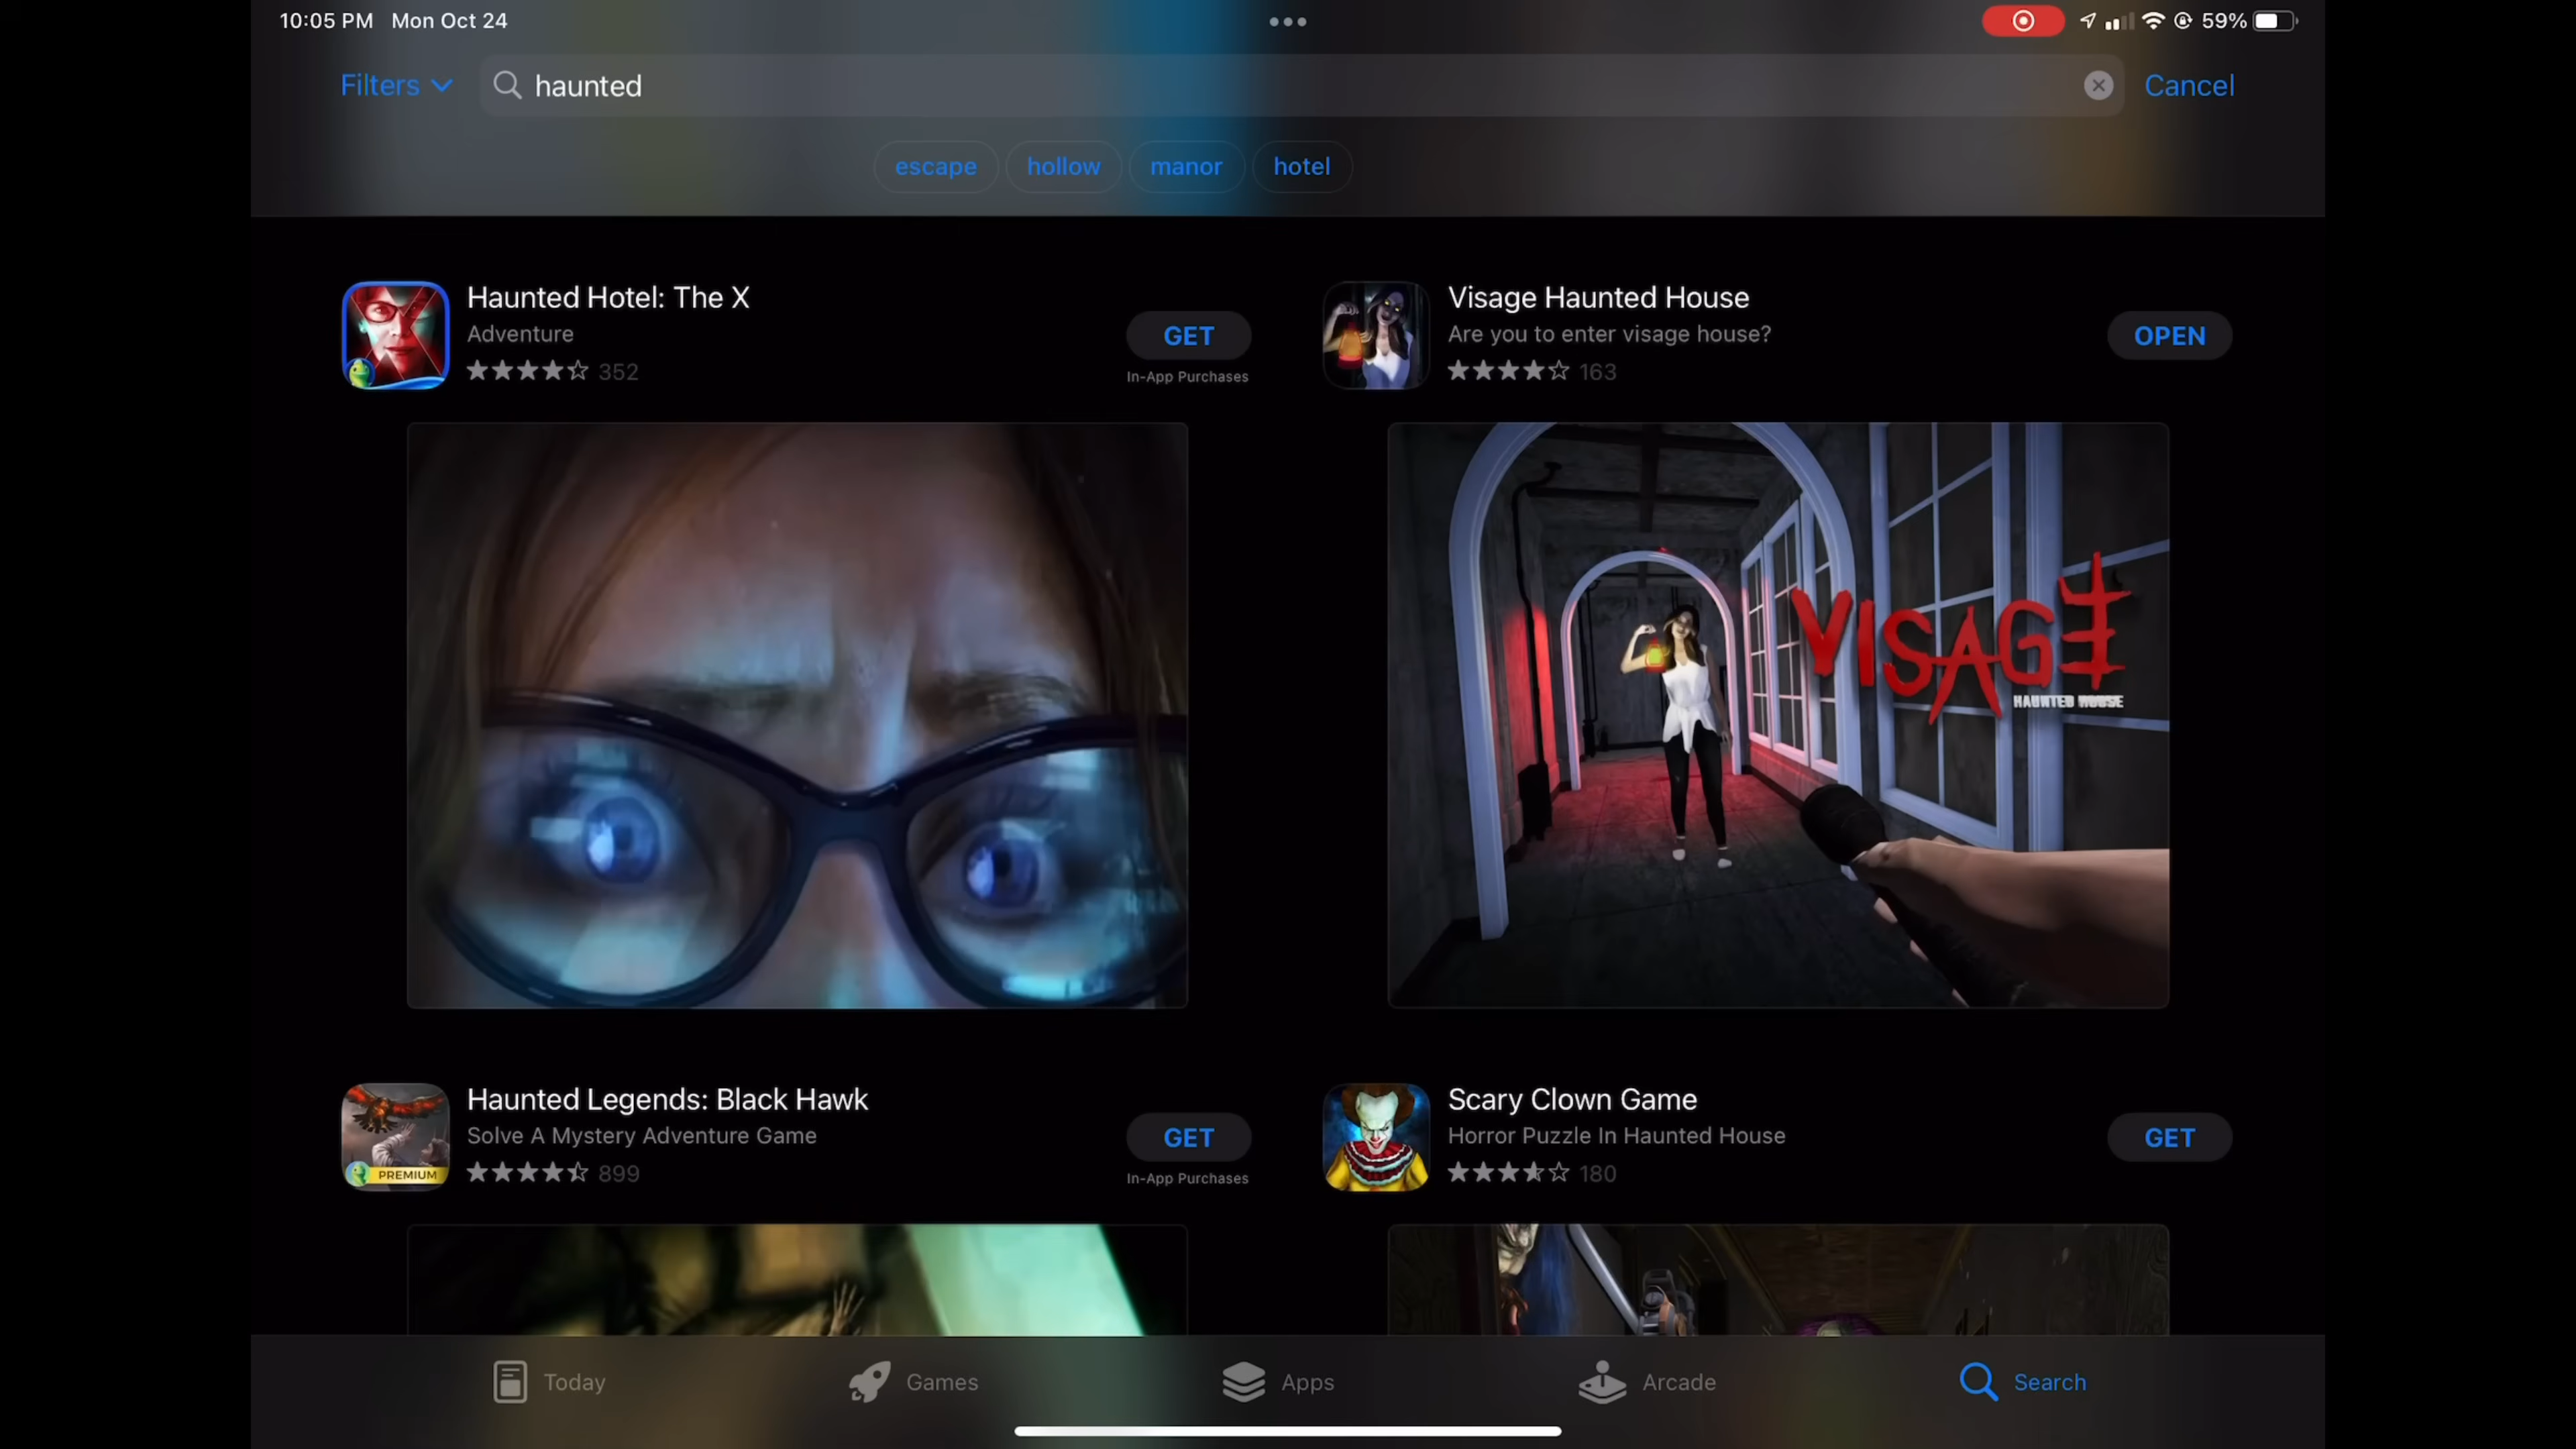 10:05 PM Mon Oct 24
59%
Filters
haunted
Cancel
escape
hollow
manor
hotel
Haunted Hotel: The X
Adventure
352
GET
In-App Purchases
Visage Haunted House
Are you to enter visage house?
163
OPEN
VISAGE
HAUNTED HOUSE
Haunted Legends: Black Hawk
Solve A Mystery Adventure Game
899
PREMIUM
GET
In-App Purchases
Scary Clown Game
Horror Puzzle In Haunted House
180
GET
Today
Games
Apps
Arcade
Search